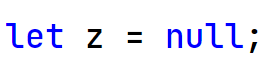 let z = null;